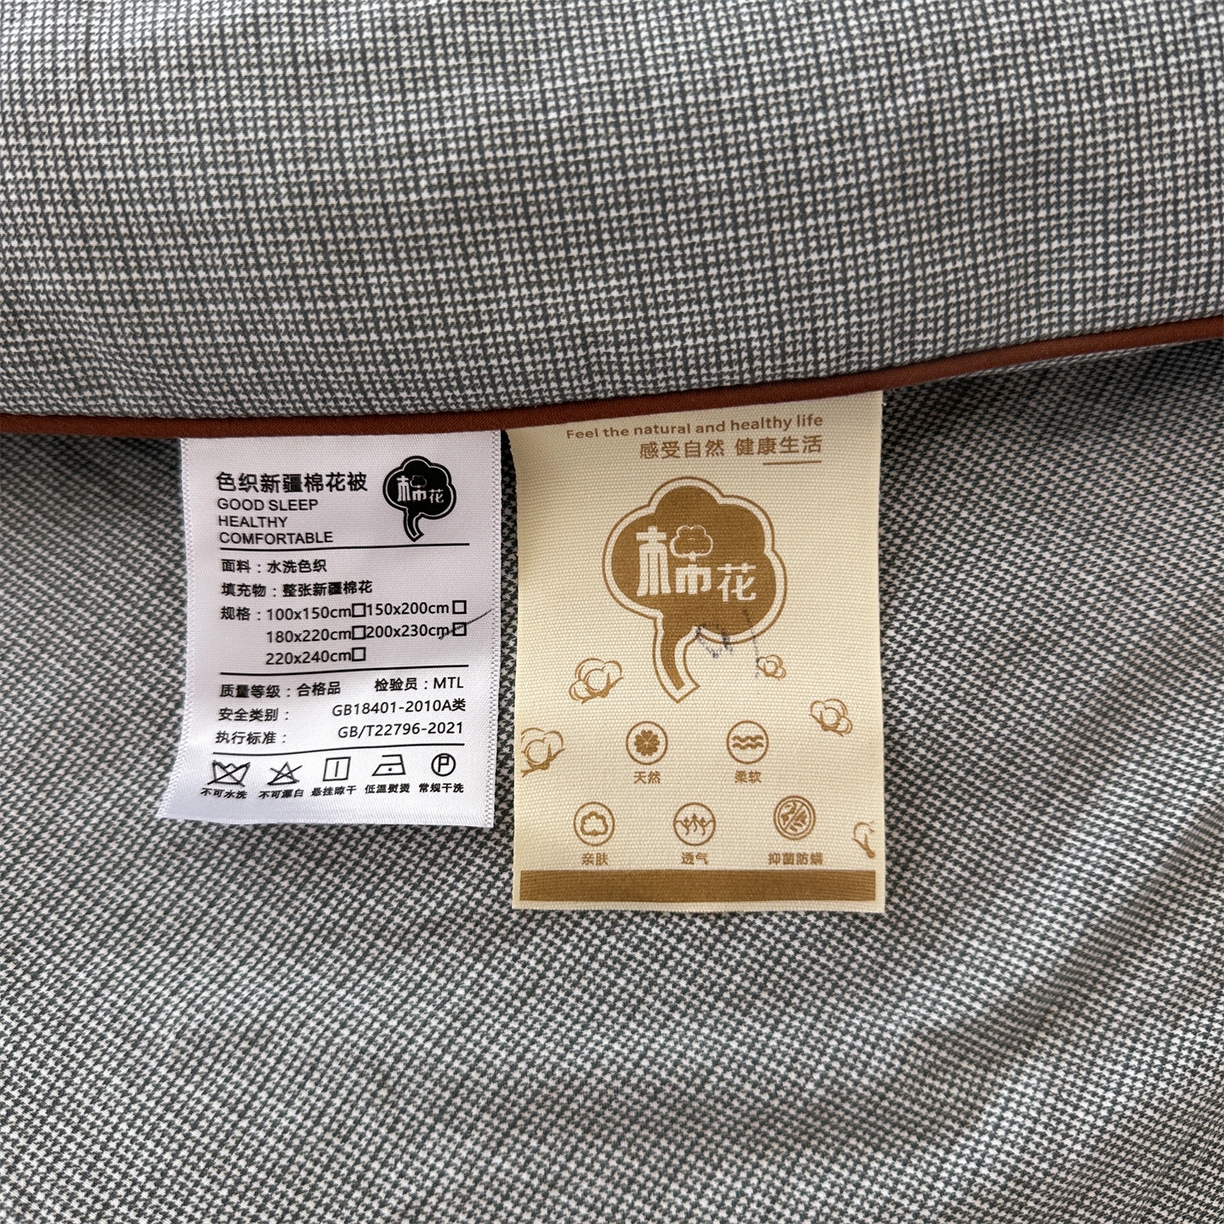 色织新疆棉花被
GOOD SLEEP
HEALTHY
COMFORTABLE
棉花
面料：水洗色织
填充物：整张新疆棉花
规格：100x150cm□150x200cm□
180x220cm□200x230cm☑
220x240cm□
质量等级：合格品 检验员：MTL
安全类别： GB18401-2010A类
执行标准： GB/T22796-2021
不可水洗 不可漂白 悬挂晾干 低温熨烫 常规干洗
Feel the natural and healthy life
感受自然 健康生活
棉花
天然 柔软
亲肤 透气 抑菌防螨